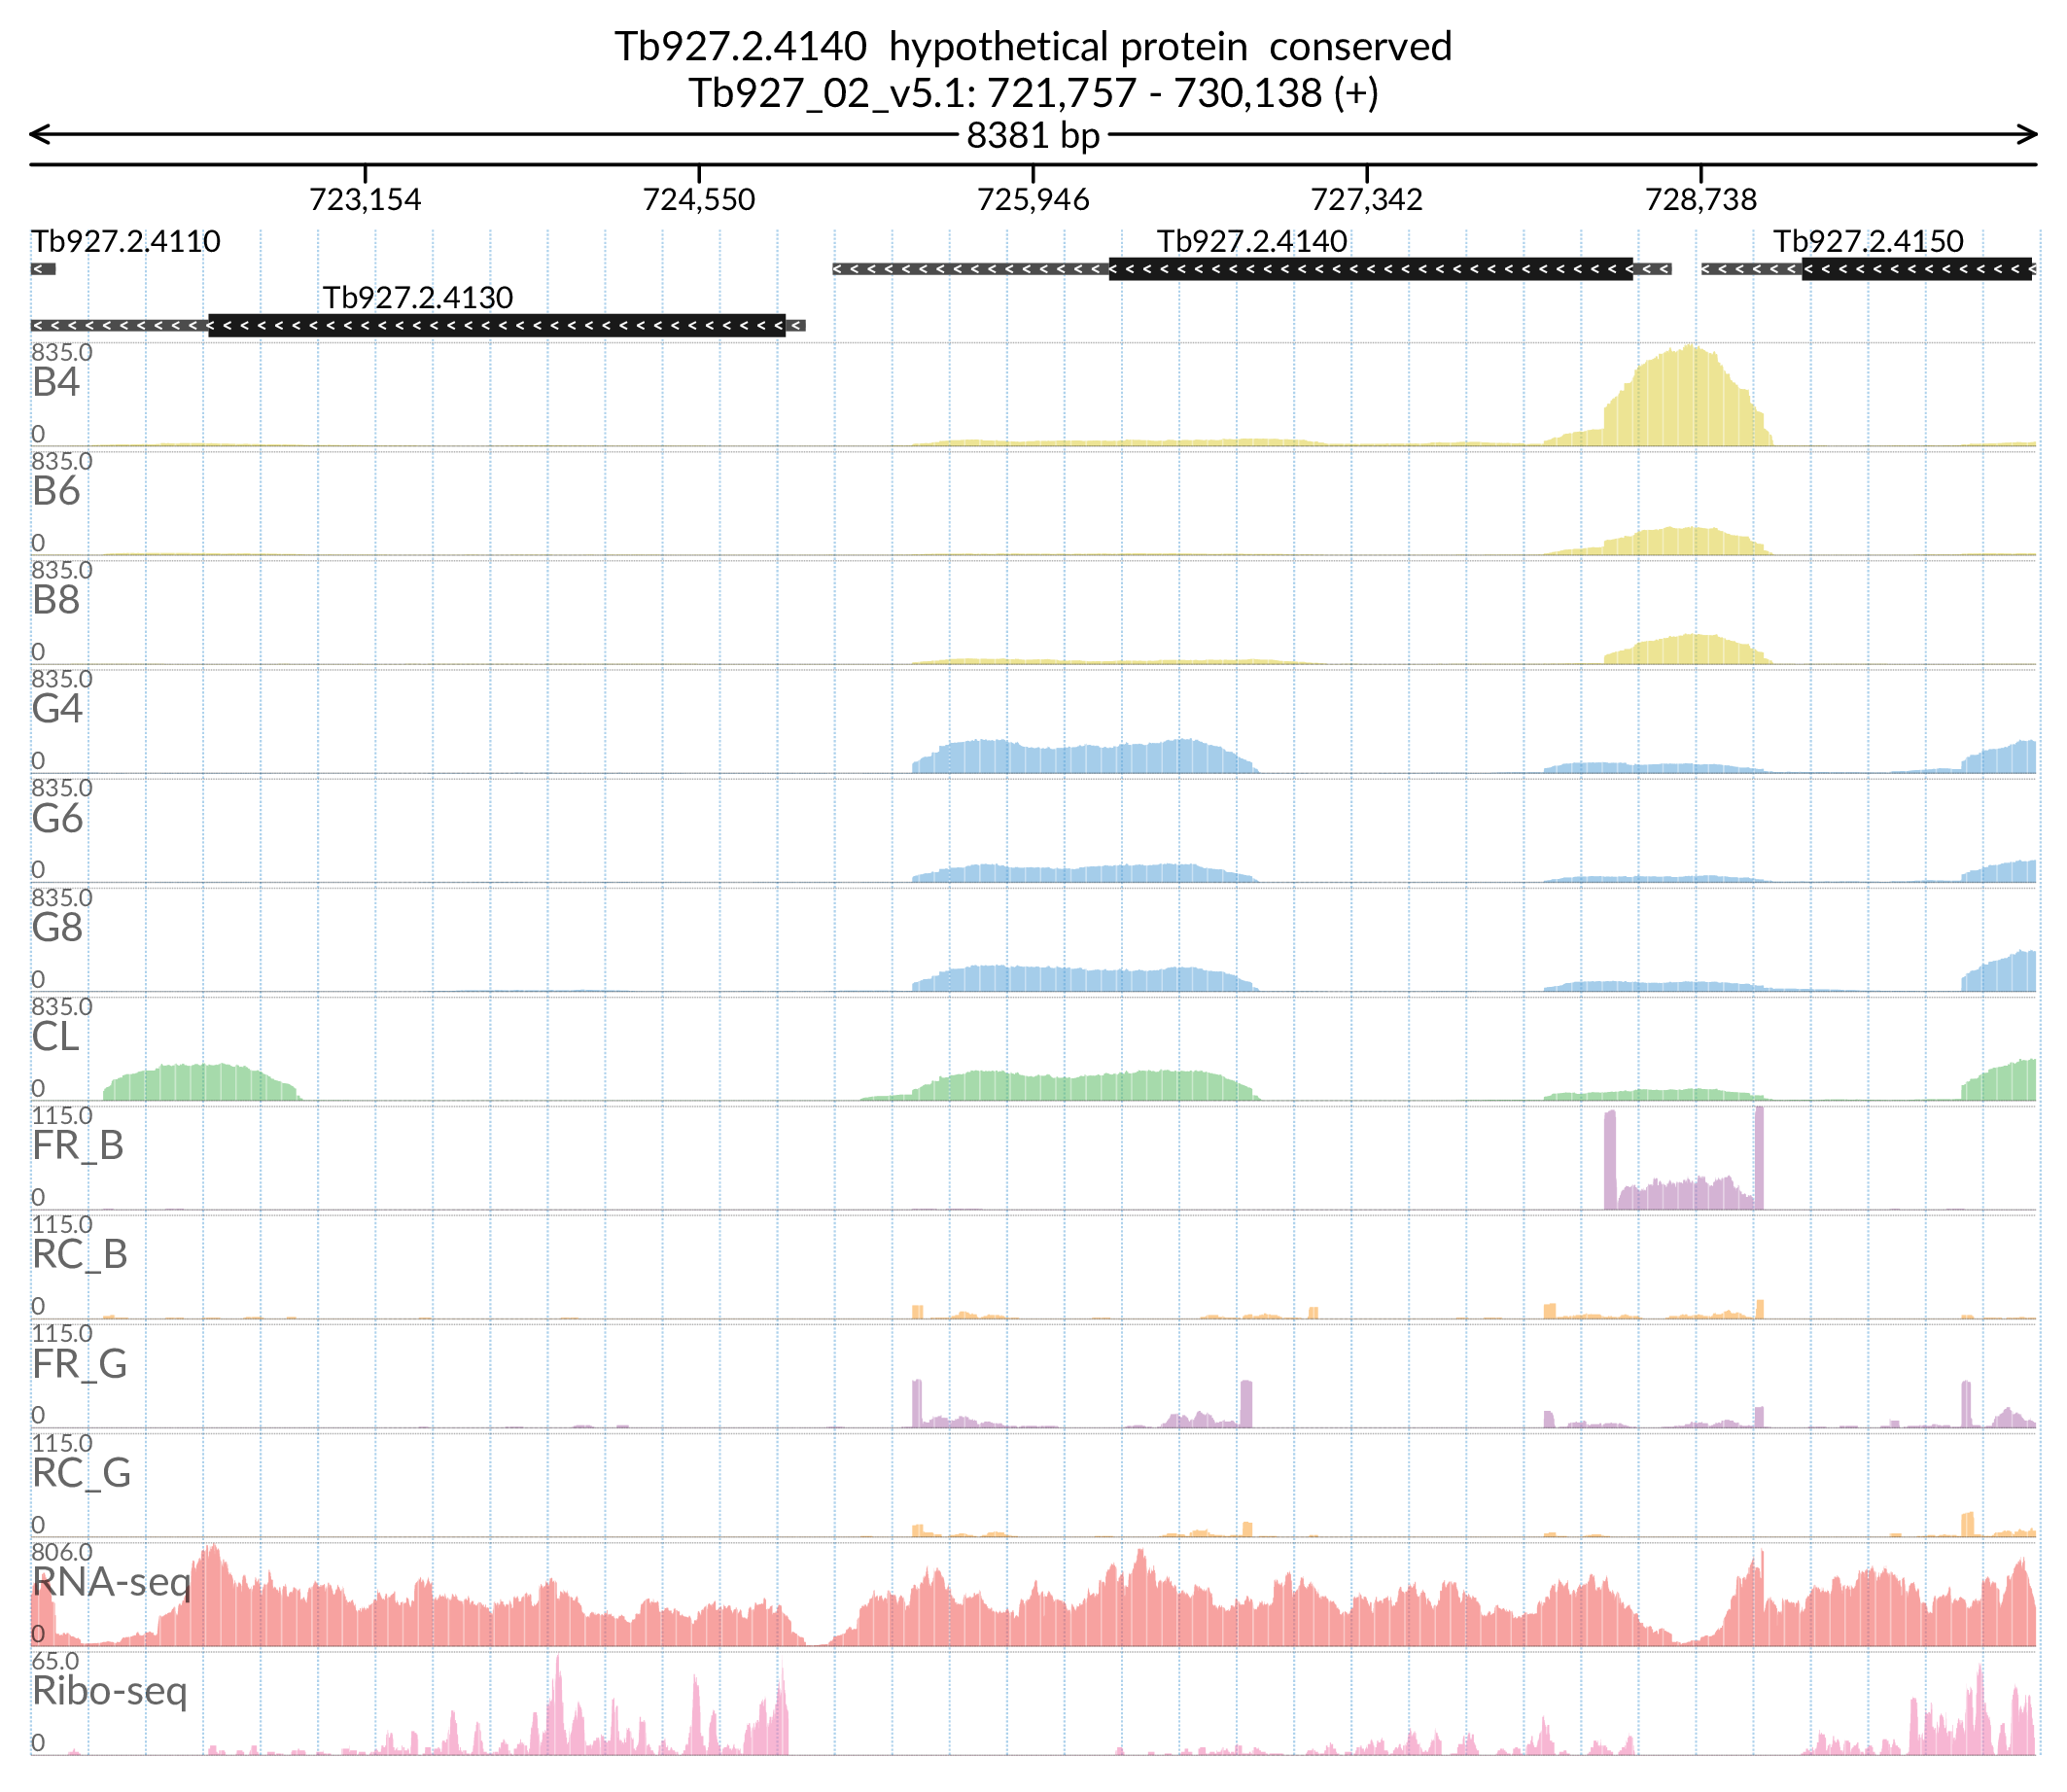 Tb927.2.4140  hypothetical protein  conserved
Tb927_02_v5.1: 721,757 - 730,138 (+)
8381 bp
723,154 724,550 725,946 727,342 728,738
Tb927.2.4110 Tb927.2.4140 Tb927.2.4150
Tb927.2.4130
835.0
B4
0
835.0
B6
0
835.0
B8
0
835.0
G4
0
835.0
G6
0
835.0
G8
0
835.0
CL
0
115.0
FR_B
0
115.0
RC_B
0
115.0
FR_G
0
115.0
RC_G
0
806.0
RNA-seq
0
65.0
Ribo-seq
0